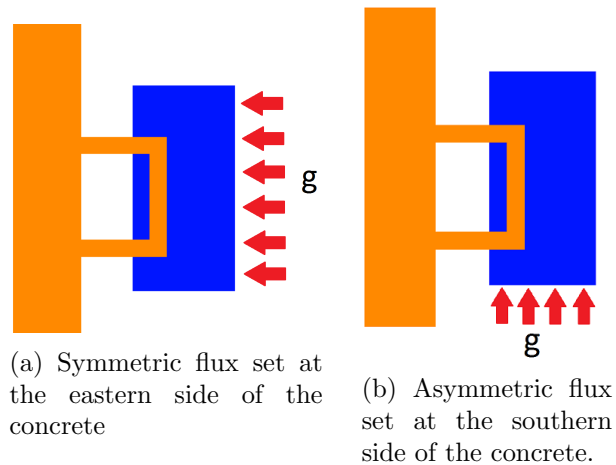 g
(a) Symmetric flux set at
the eastern side of the
concrete
g
(b) Asymmetric flux
set at the southern
side of the concrete.